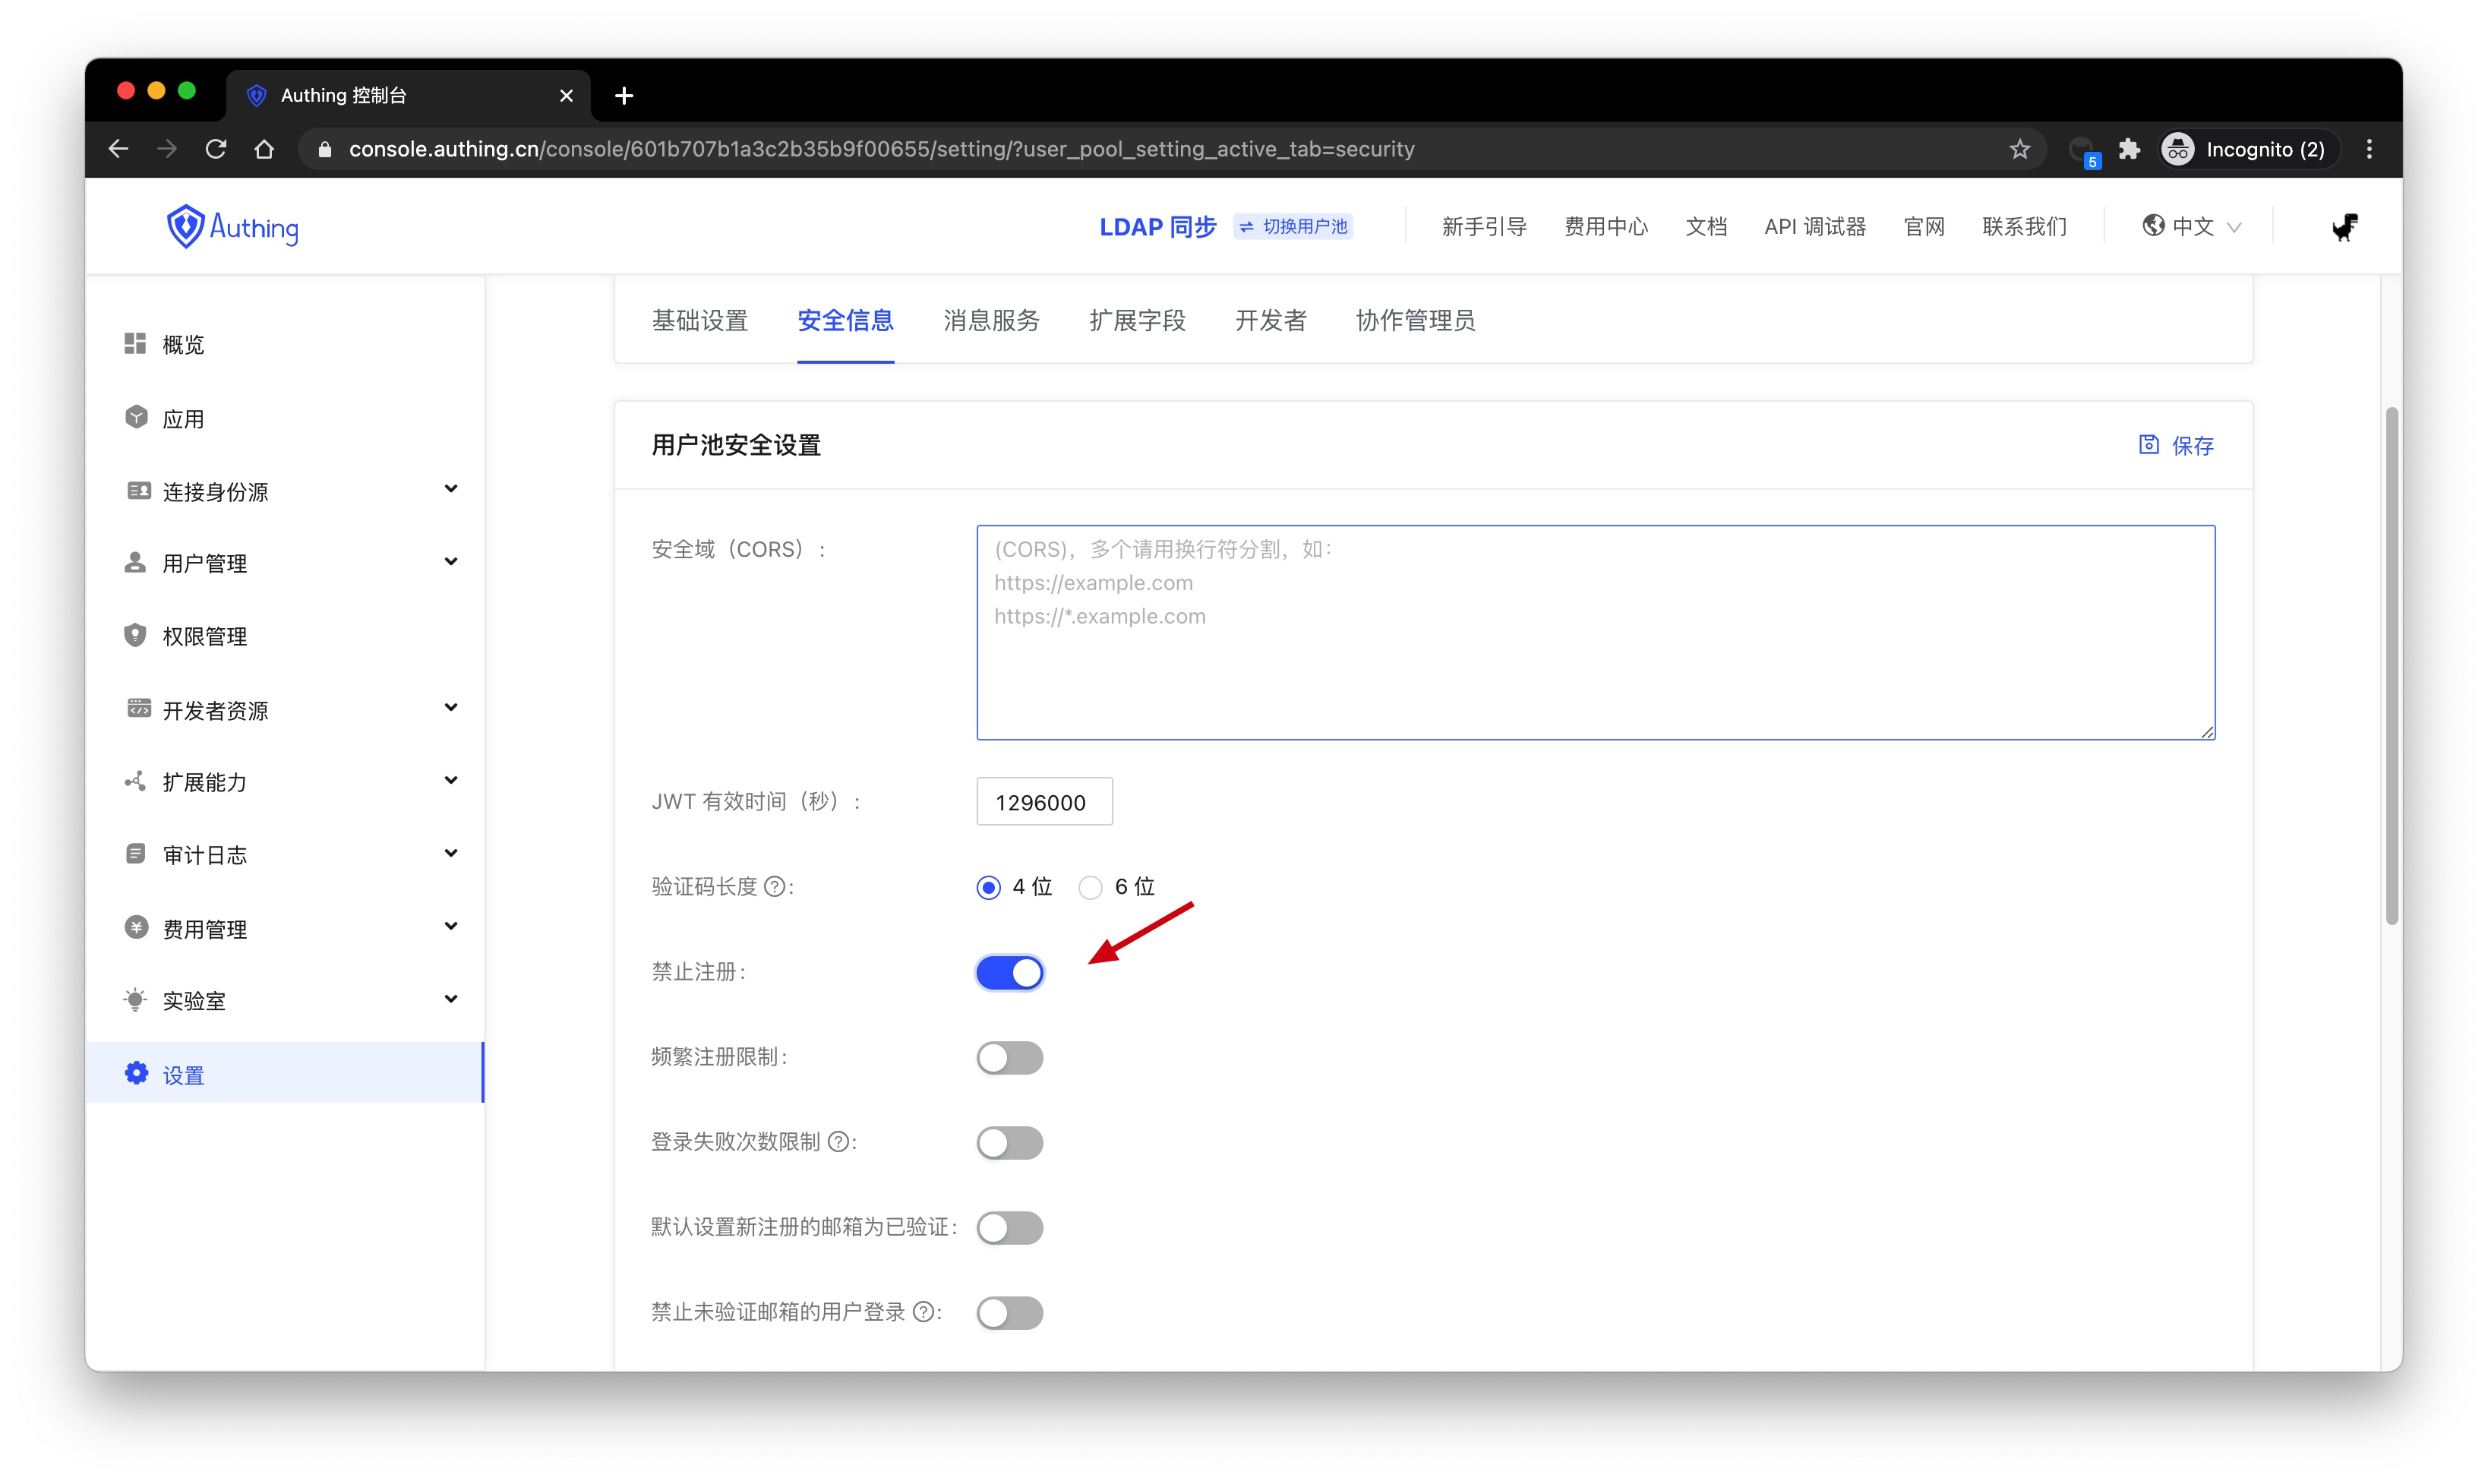 Authing 控制台
console.authing.cn/console/601b707b1a3c2b35b9f00655/setting/?user_pool_setting_active_tab=security
5
Incognito (2)
Authing
LDAP 同步
切换用户池
新手引导
费用中心
文档
API 调试器
官网
联系我们
中文
概览
应用
连接身份源
用户管理
权限管理
开发者资源
扩展能力
审计日志
费用管理
实验室
设置
基础设置
安全信息
消息服务
扩展字段
开发者
协作管理员
用户池安全设置
保存
安全域（CORS）:
(CORS)，多个请用换行符分割，如：
https://example.com
https://*.example.com
JWT 有效时间（秒）:
1296000
验证码长度 ?:
4 位
6 位
禁止注册:
频繁注册限制:
登录失败次数限制 ?:
默认设置新注册的邮箱为已验证:
禁止未验证邮箱的用户登录 ?: